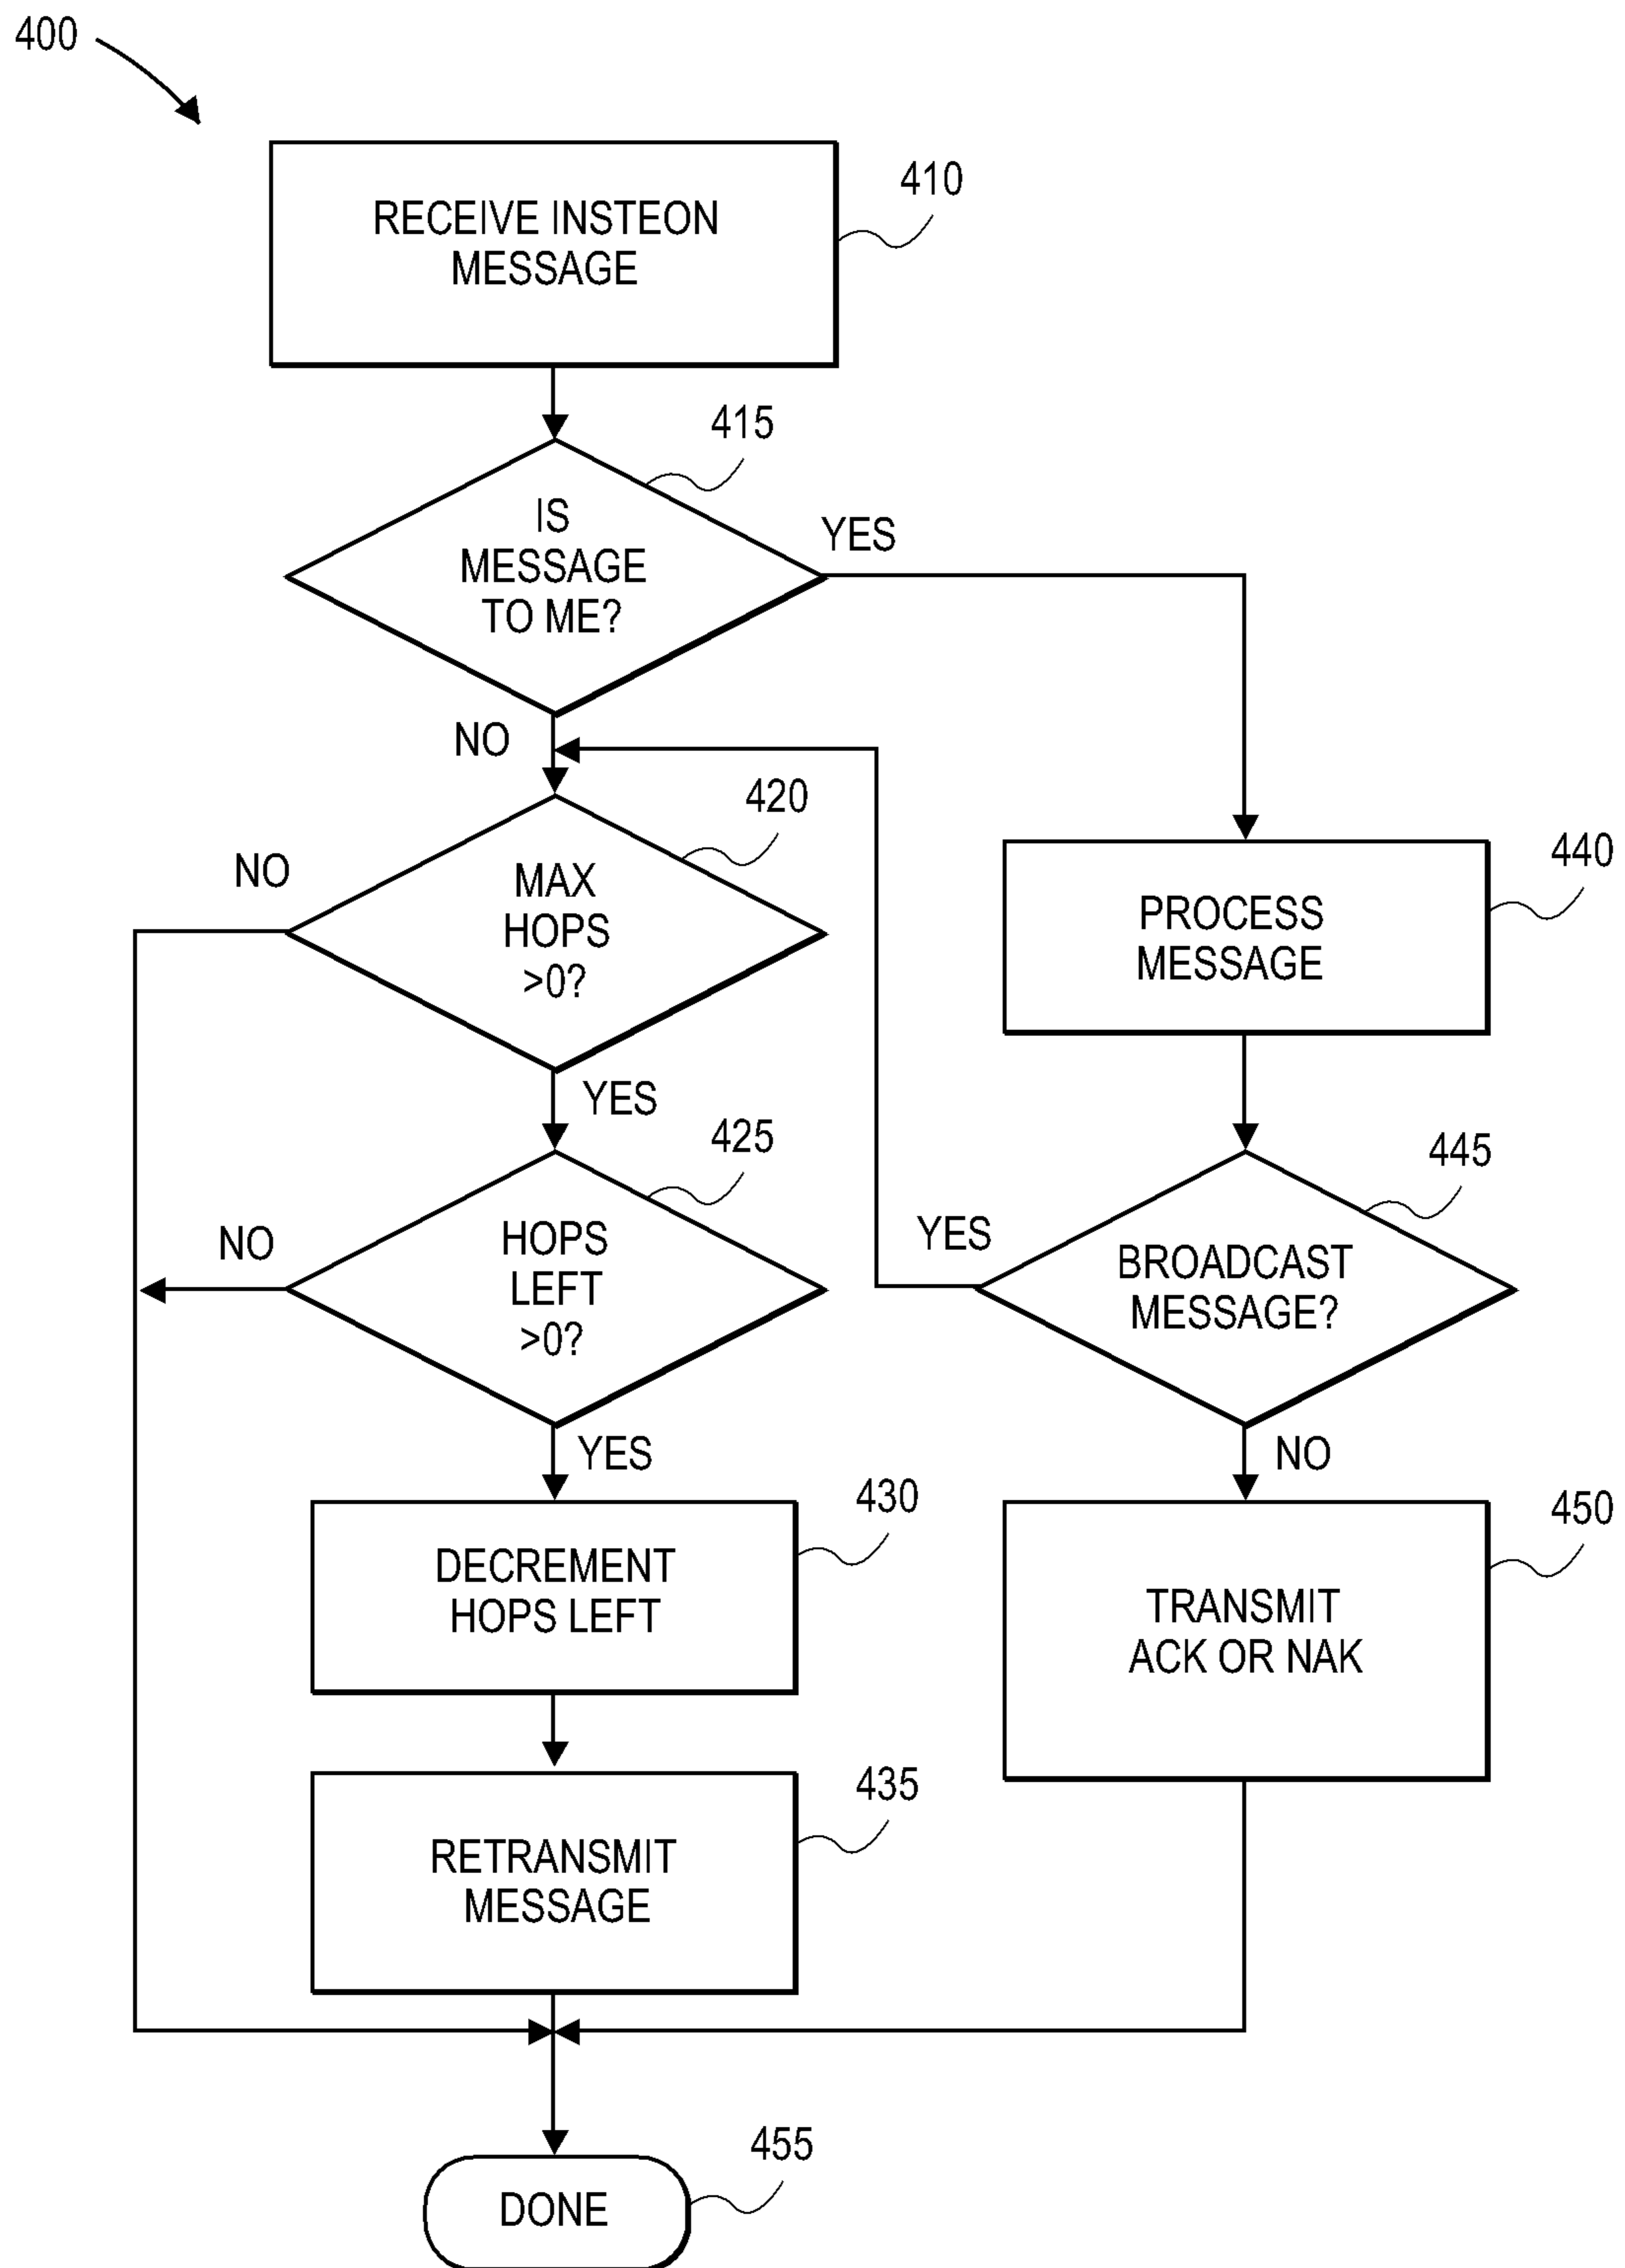 400
RECEIVE INSTEON
MESSAGE
410
415
IS
MESSAGE
TO ME?
YES
NO
420
NO
MAX
HOPS
>0?
YES
440
PROCESS
MESSAGE
425
NO
HOPS
LEFT
>0?
YES
445
YES
BROADCAST
MESSAGE?
NO
430
DECREMENT
HOPS LEFT
450
TRANSMIT
ACK OR NAK
435
RETRANSMIT
MESSAGE
455
DONE